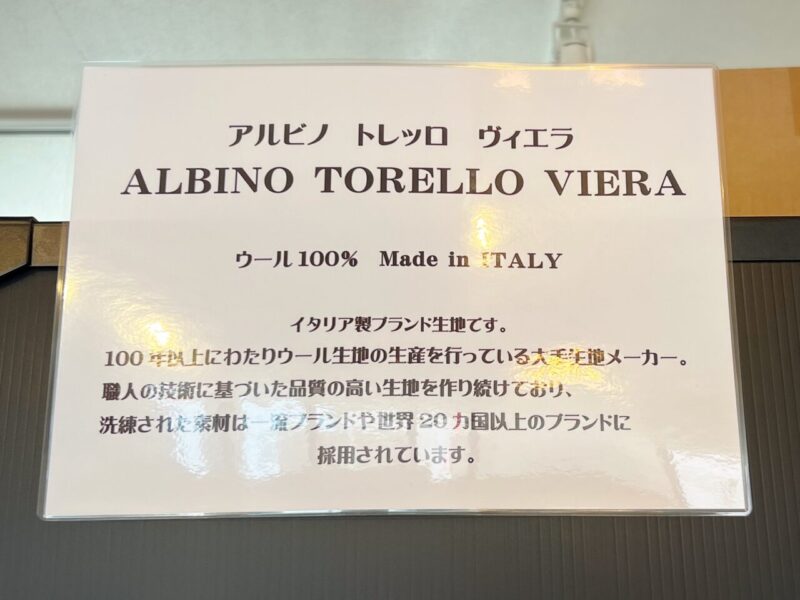 アルビノ トレッロ ヴィエラ
ALBINO TORELLO VIERA
ウール100% Made in ITALY
イタリア製ブランド生地です。
100年以上にわたりウール生地の生産を行っている大手生地メーカー。
職人の技術に基づいた品質の高い生地を作り続けており、
洗練された素材は一流ブランドや世界20カ国以上のブランドに
採用されています。